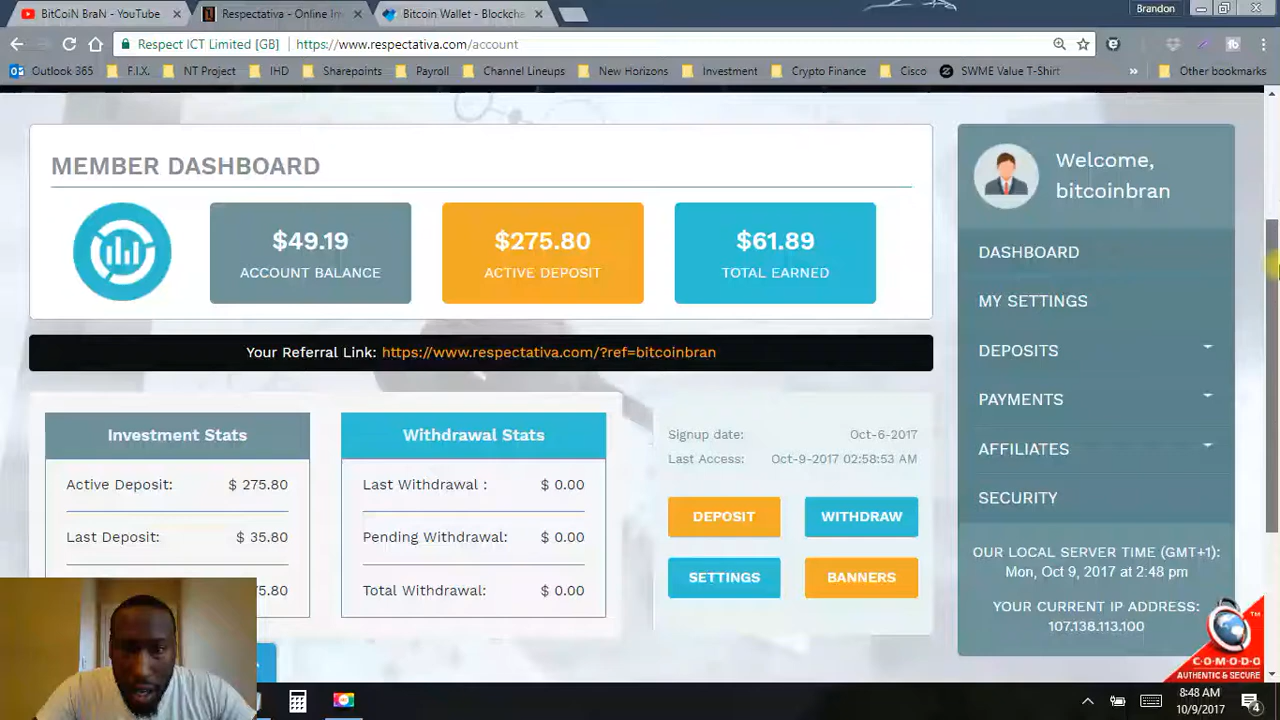 BitCoiN BraN - YouTube
Respectativa - Online In
Bitcoin Wallet - Blockcha
Brandon
Respect ICT Limited [GB]
https://www.respectativa.com/account
Outlook 365
F.I.X.
NT Project
IHD
Sharepoints
Payroll
Channel Lineups
New Horizons
Investment
Crypto Finance
Cisco
SWME Value T-Shirt
Other bookmarks
MEMBER DASHBOARD
$49.19
ACCOUNT BALANCE
$275.80
ACTIVE DEPOSIT
$61.89
TOTAL EARNED
Your Referral Link: https://www.respectativa.com/?ref=bitcoinbran
Investment Stats
Active Deposit: $ 275.80
Last Deposit: $ 35.80
75.80
Withdrawal Stats
Last Withdrawal : $ 0.00
Pending Withdrawal: $ 0.00
Total Withdrawal: $ 0.00
Signup date: Oct-6-2017
Last Access: Oct-9-2017 02:58:53 AM
DEPOSIT
WITHDRAW
SETTINGS
BANNERS
Welcome,
bitcoinbran
DASHBOARD
MY SETTINGS
DEPOSITS
PAYMENTS
AFFILIATES
SECURITY
OUR LOCAL SERVER TIME (GMT+1):
Mon, Oct 9, 2017 at 2:48 pm
YOUR CURRENT IP ADDRESS:
107.138.113.100
TM
C·O·M·O·D·O
AUTHENTIC & SECURE
8:48 AM
10/9/2017
4